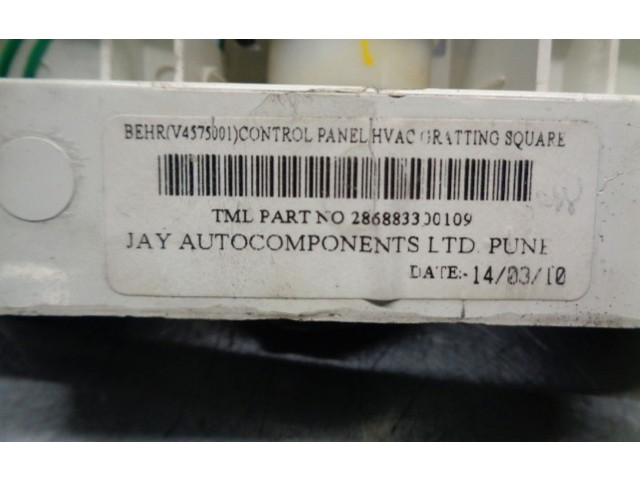 BEHR(V4575001)CONTROL PANEL HVAC GRATTING SQUARE
TML PART NO 286883300109
JAY AUTOCOMPONENTS LTD. PUNE
DATE:- 14/03/10